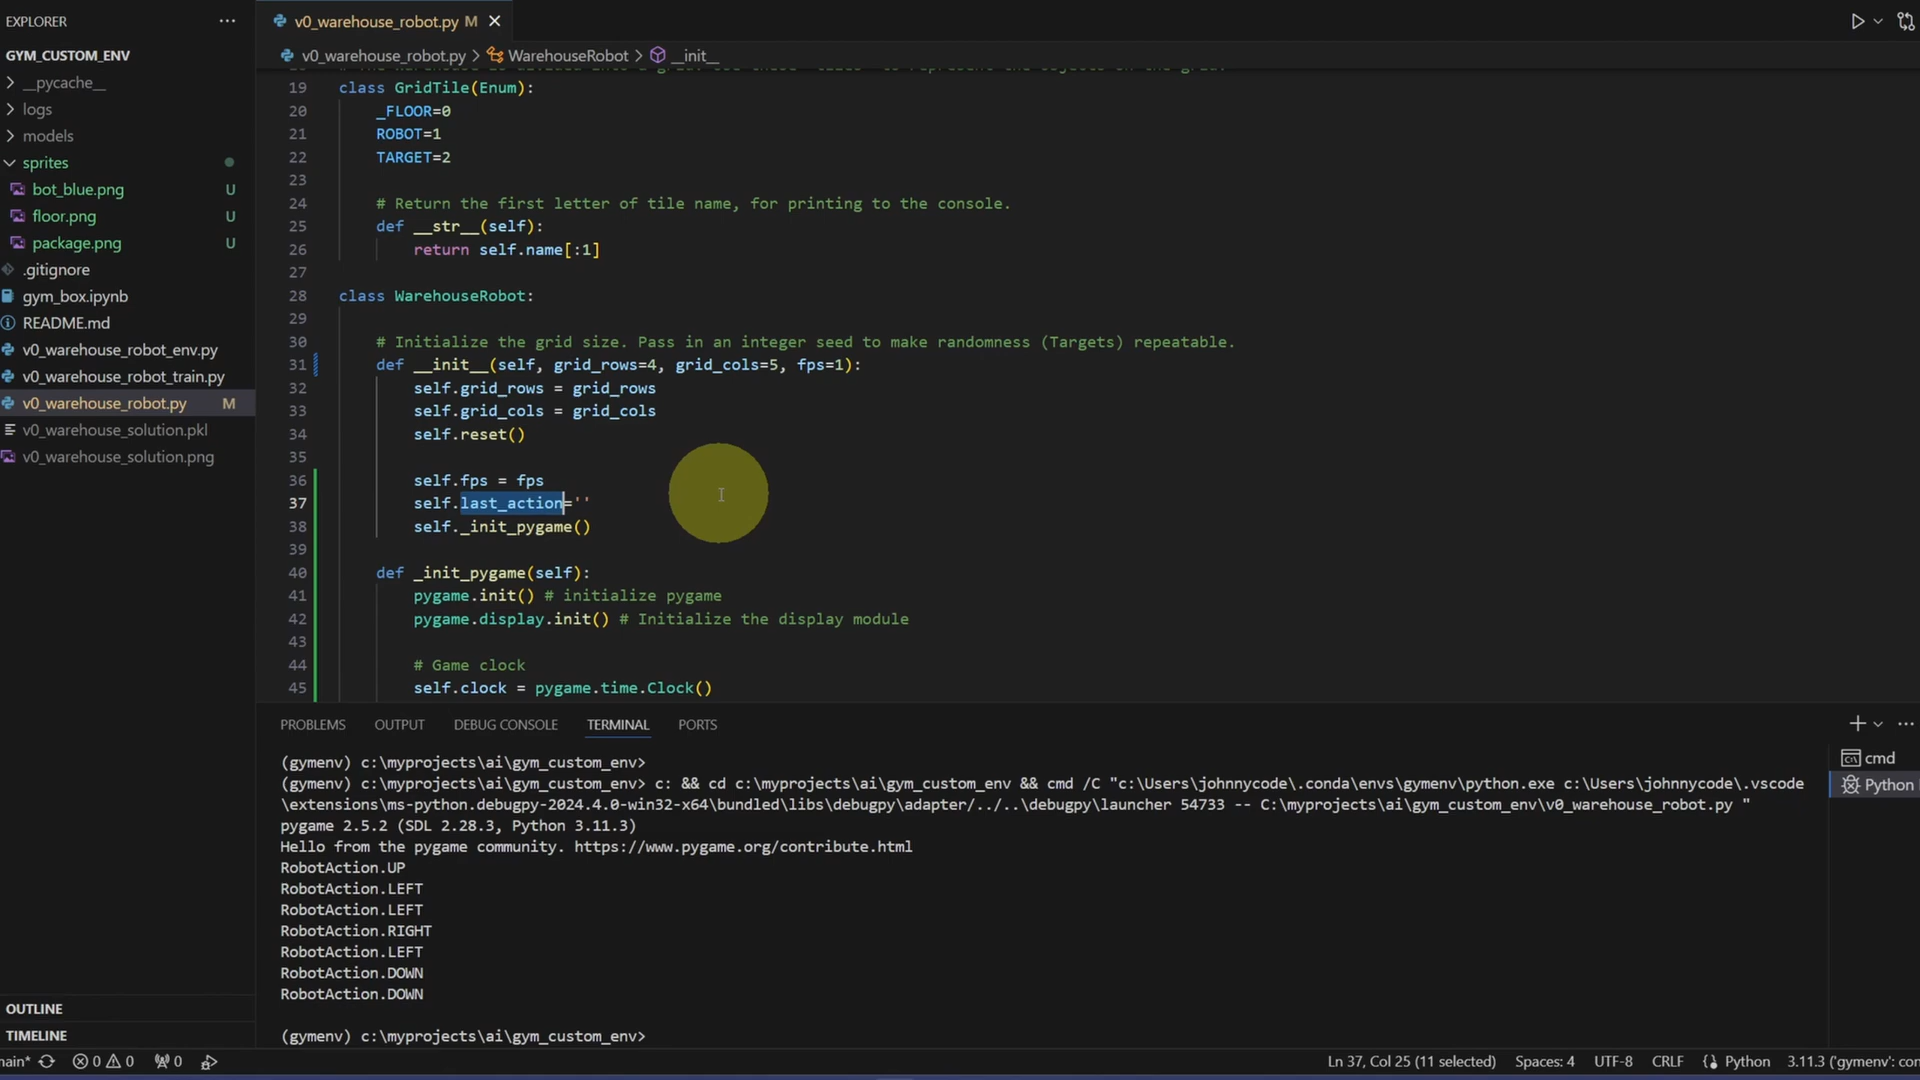 EXPLORER
v0_warehouse_robot.py M
GYM_CUSTOM_ENV
v0_warehouse_robot.py > WarehouseRobot > __init__
__pycache__
logs
models
sprites
bot_blue.png U
floor.png U
package.png U
.gitignore
gym_box.ipynb
README.md
v0_warehouse_robot_env.py
v0_warehouse_robot_train.py
v0_warehouse_robot.py M
v0_warehouse_solution.pkl
v0_warehouse_solution.png
OUTLINE
TIMELINE
19 class GridTile(Enum):
20 _FLOOR=0
21 ROBOT=1
22 TARGET=2
23
24 # Return the first letter of tile name, for printing to the console.
25 def __str__(self):
26 return self.name[:1]
27
28 class WarehouseRobot:
29
30 # Initialize the grid size. Pass in an integer seed to make randomness (Targets) repeatable.
31 def __init__(self, grid_rows=4, grid_cols=5, fps=1):
32 self.grid_rows = grid_rows
33 self.grid_cols = grid_cols
34 self.reset()
35
36 self.fps = fps
37 self.last_action=''
38 self._init_pygame()
39
40 def _init_pygame(self):
41 pygame.init() # initialize pygame
42 pygame.display.init() # Initialize the display module
43
44 # Game clock
45 self.clock = pygame.time.Clock()
PROBLEMS OUTPUT DEBUG CONSOLE TERMINAL PORTS
cmd
Python
(gymenv) c:\myprojects\ai\gym_custom_env>
(gymenv) c:\myprojects\ai\gym_custom_env> c: && cd c:\myprojects\ai\gym_custom_env && cmd /C "c:\Users\johnnycode\.conda\envs\gymenv\python.exe c:\Users\johnnycode\.vscode
\extensions\ms-python.debugpy-2024.4.0-win32-x64\bundled\libs\debugpy\adapter/../..\debugpy\launcher 54733 -- C:\myprojects\ai\gym_custom_env\v0_warehouse_robot.py "
pygame 2.5.2 (SDL 2.28.3, Python 3.11.3)
Hello from the pygame community. https://www.pygame.org/contribute.html
RobotAction.UP
RobotAction.LEFT
RobotAction.LEFT
RobotAction.RIGHT
RobotAction.LEFT
RobotAction.DOWN
RobotAction.DOWN
(gymenv) c:\myprojects\ai\gym_custom_env>
0 0 0 Ln 37, Col 25 (11 selected) Spaces: 4 UTF-8 CRLF Python 3.11.3 ('gymenv': con